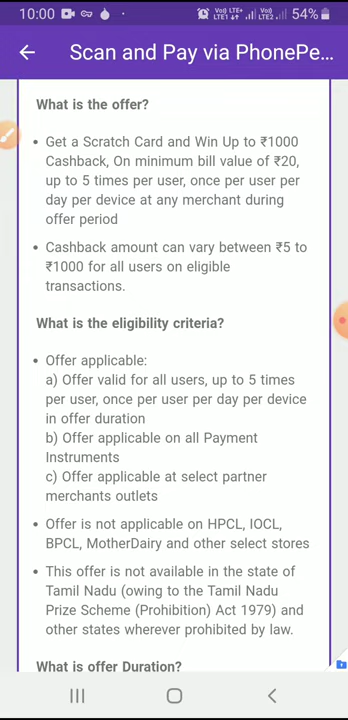 10:00
Vo) LTE+ Vo)
LTE1 LTE2 54%
Scan and Pay via PhonePe...
What is the offer?
• Get a Scratch Card and Win Up to ₹1000
Cashback, On minimum bill value of ₹20,
up to 5 times per user, once per user per
day per device at any merchant during
offer period
• Cashback amount can vary between ₹5 to
₹1000 for all users on eligible
transactions.
What is the eligibility criteria?
• Offer applicable:
a) Offer valid for all users, up to 5 times
per user, once per user per day per device
in offer duration
b) Offer applicable on all Payment
Instruments
c) Offer applicable at select partner
merchants outlets
• Offer is not applicable on HPCL, IOCL,
BPCL, MotherDairy and other select stores
• This offer is not available in the state of
Tamil Nadu (owing to the Tamil Nadu
Prize Scheme (Prohibition) Act 1979) and
other states wherever prohibited by law.
What is offer Duration?